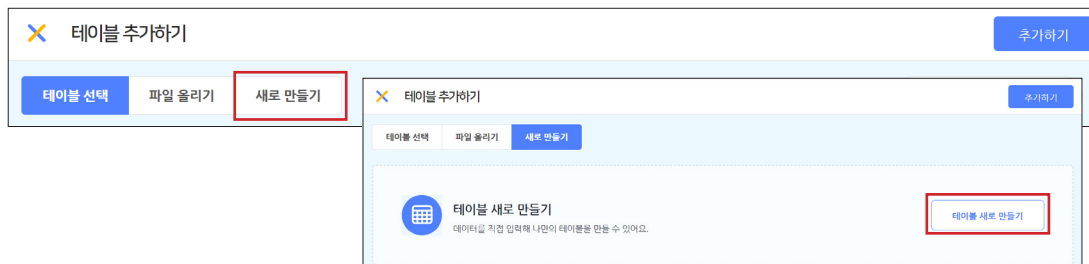 테이블 추가하기
추가하기
테이블 선택 파일 올리기 새로 만들기
테이블 추가하기
추가하기
테이블 선택 파일 올리기 새로 만들기
테이블 새로 만들기
데이터를 직접 입력해 나만의 테이블을 만들 수 있어요.
테이블 새로 만들기